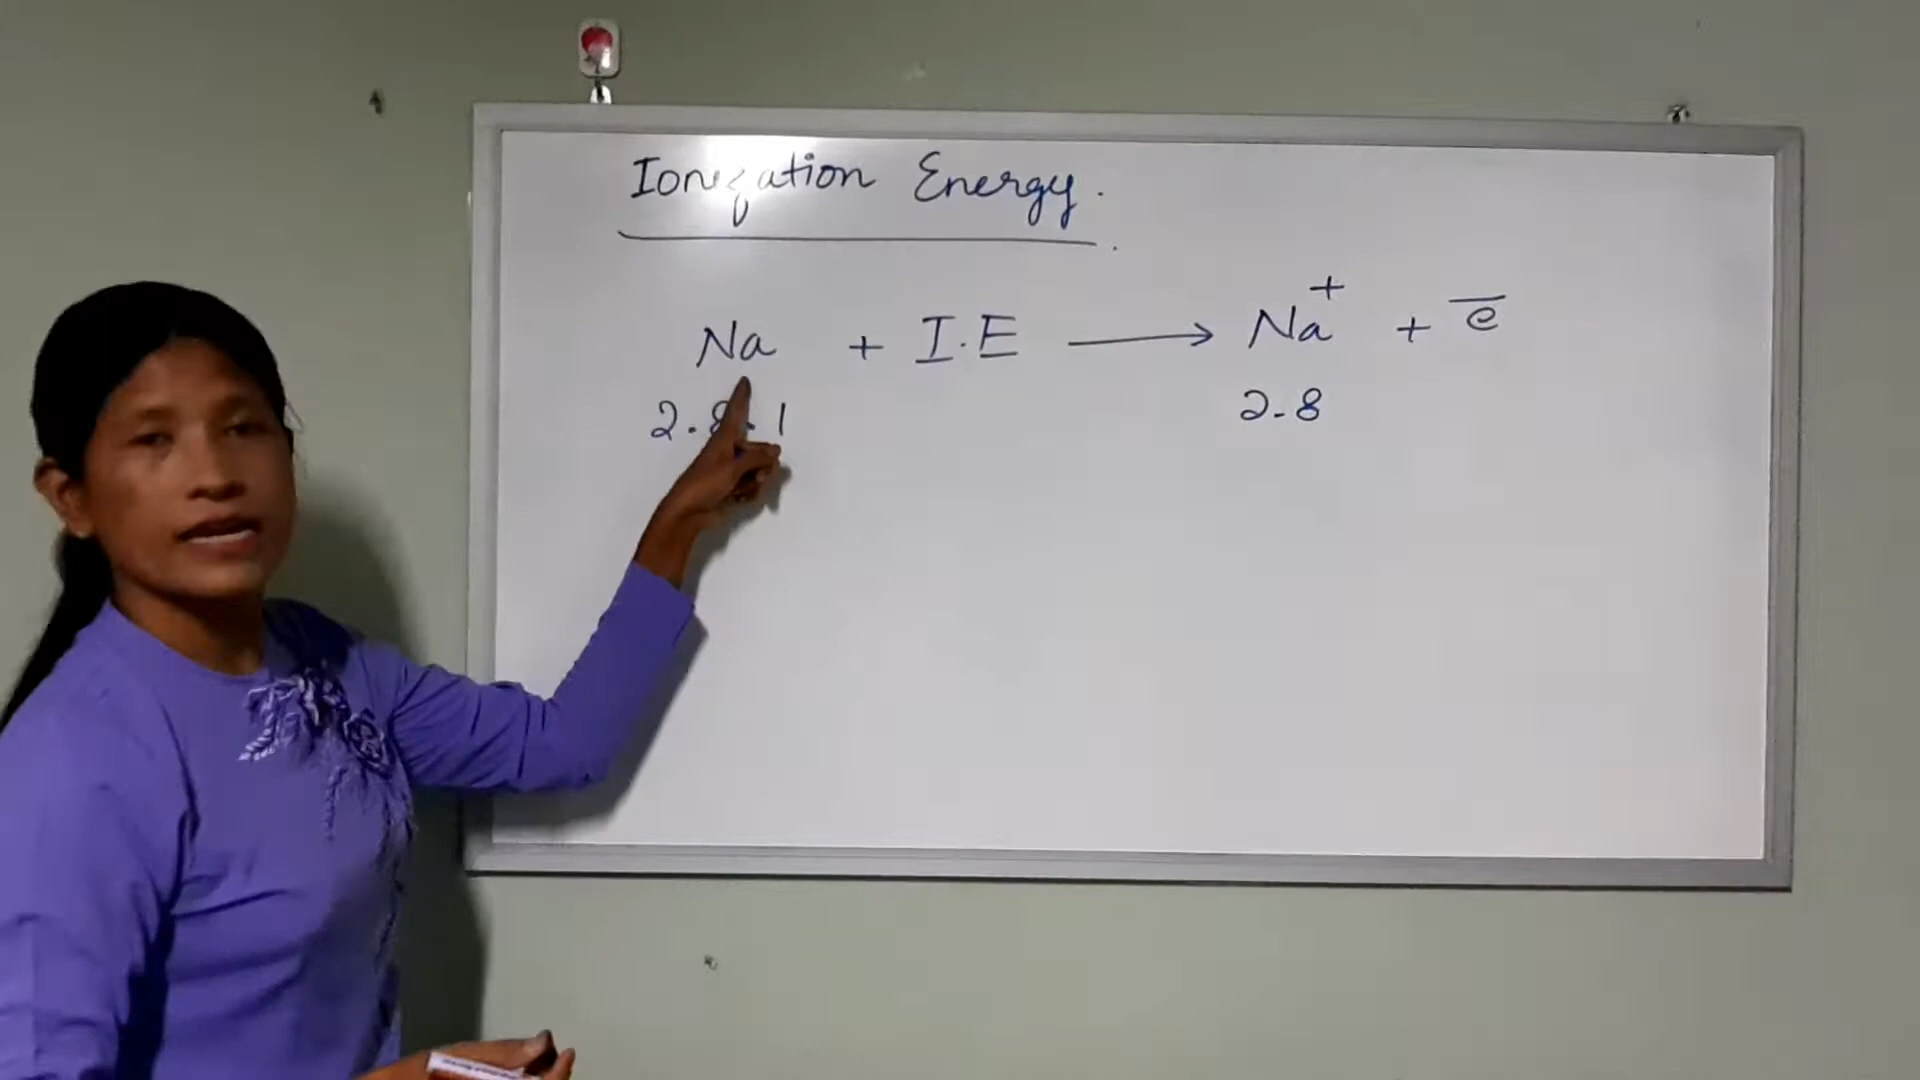 Ionization Energy.
Na + I.E → Na⁺ + e̅
2.8.1 2.8